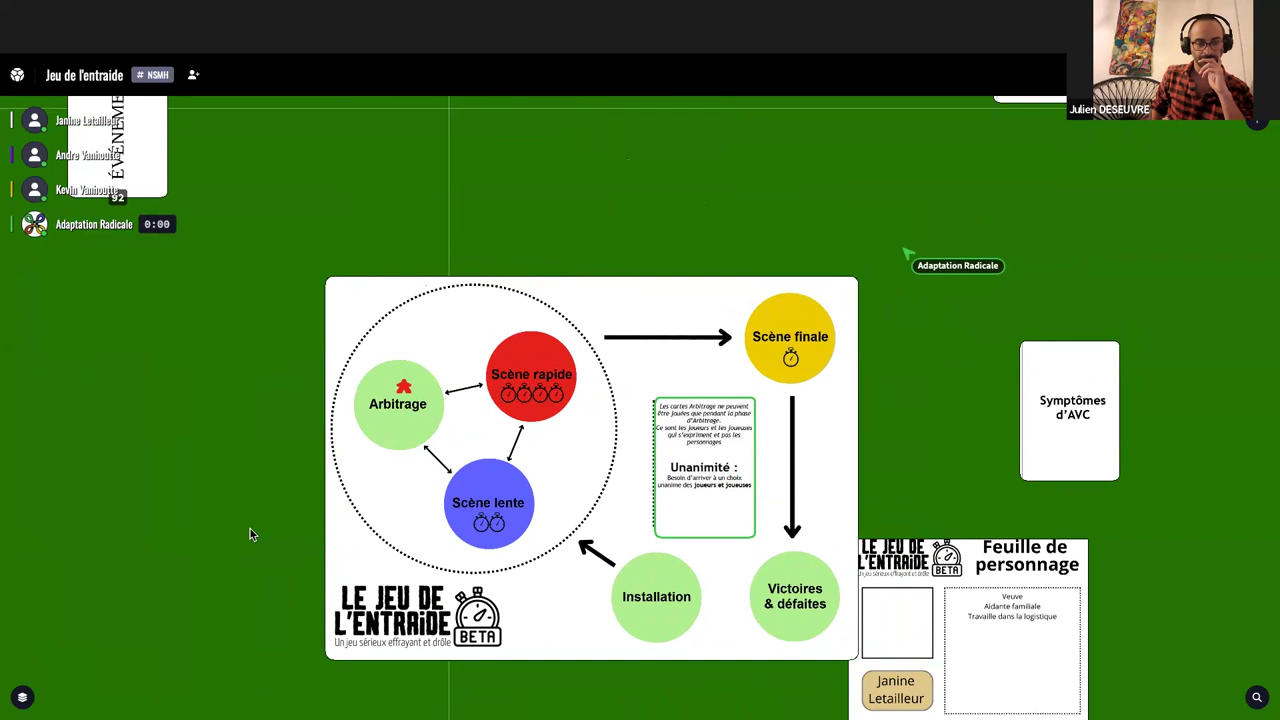 Jeu de l'entraide
# NSMH
Julien DESEUVRE
Janine Letailleur
Andre Vanhoutte
Kevin Vanhoutte
Adaptation Radicale
0:00
ÉVÉNEME
92
Adaptation Radicale
Scène finale
Scène rapide
Arbitrage
Scène lente
Les cartes Arbitrage ne peuvent
être jouées que pendant la phase
d'Arbitrage.
Ce sont les joueurs et les joueuses
qui s'expriment et pas les
personnages
Unanimité :
Besoin d'arriver à un choix
unanime des joueurs et joueuses
Symptômes
d'AVC
Installation
Victoires
& défaites
LE JEU DE
L'ENTRAIDE
BETA
Un jeu sérieux effrayant et drôle
LE JEU DE
L'ENTRAIDE
BETA
Un jeu sérieux effrayant et drôle
Feuille de
personnage
Veuve
Aidante familiale
Travaille dans la logistique
Janine
Letailleur